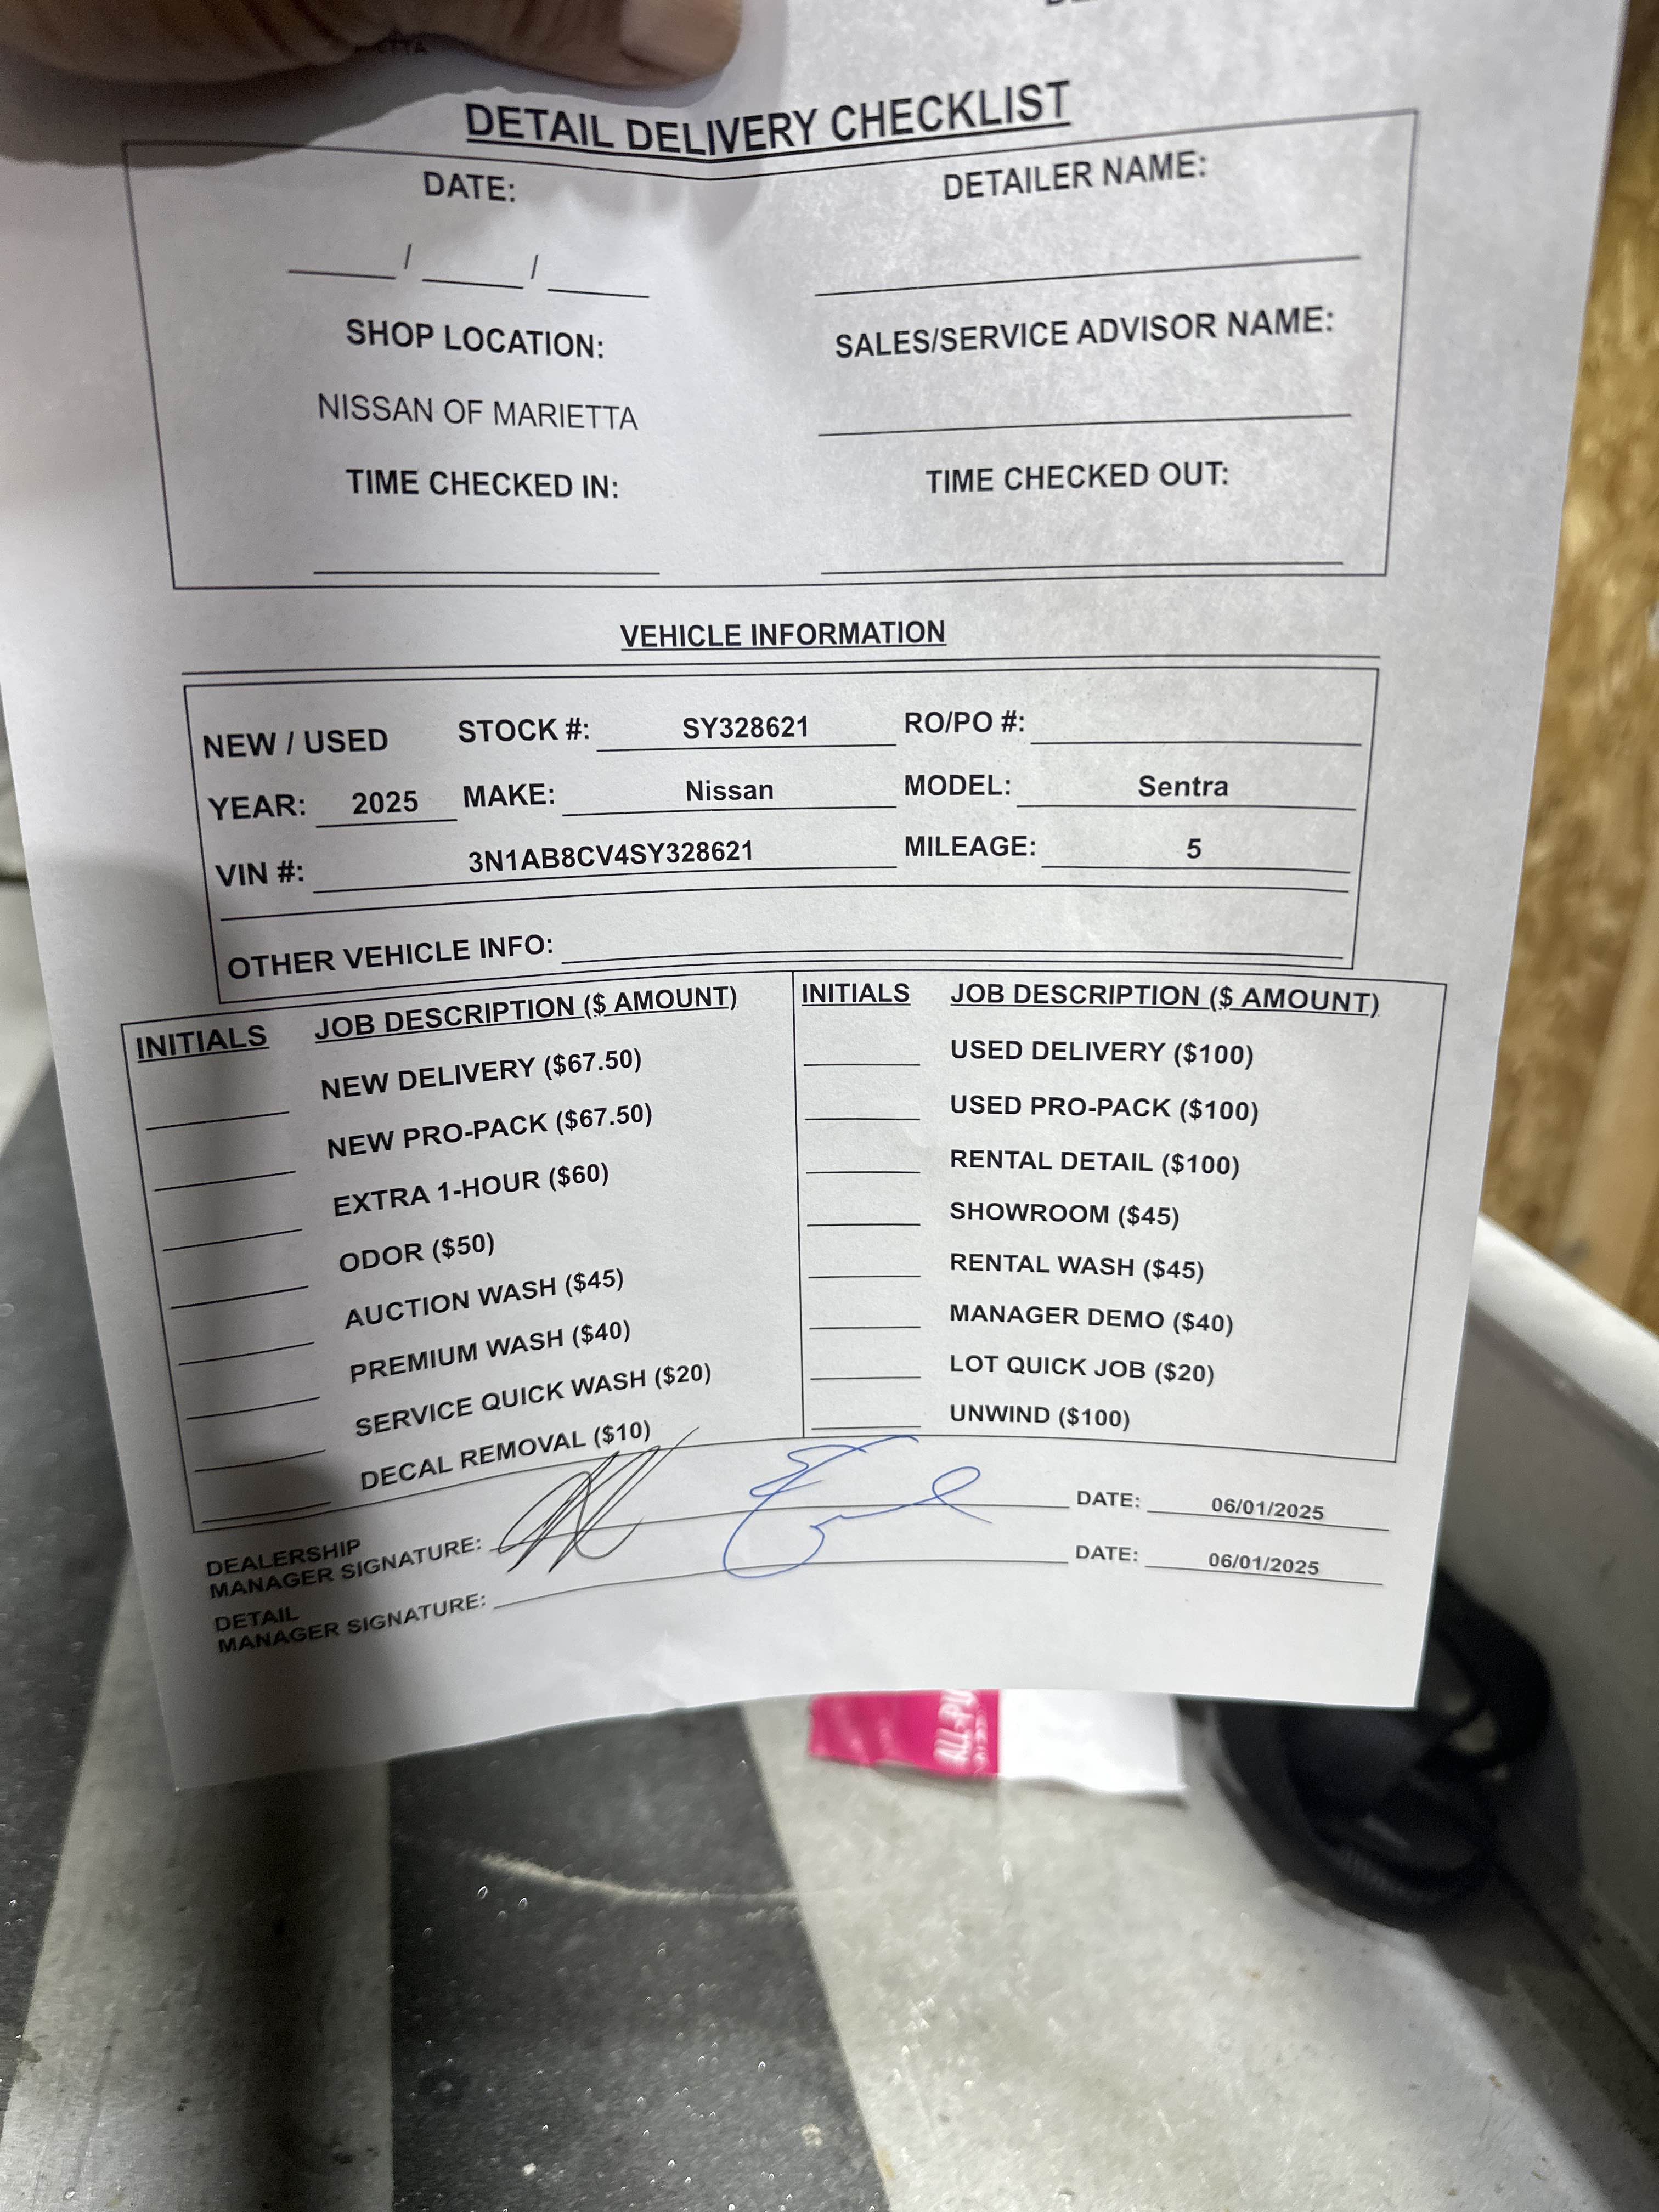 DETAIL DELIVERY CHECKLIST
DATE: DETAILER NAME:
____/____/____ ____________
SHOP LOCATION: SALES/SERVICE ADVISOR NAME:
NISSAN OF MARIETTA ____________
TIME CHECKED IN: TIME CHECKED OUT:
VEHICLE INFORMATION
NEW / USED STOCK #: SY328621 RO/PO #:
YEAR: 2025 MAKE: Nissan MODEL: Sentra
VIN #: 3N1AB8CV4SY328621 MILEAGE: 5
OTHER VEHICLE INFO:
INITIALS JOB DESCRIPTION ($ AMOUNT)
NEW DELIVERY ($67.50)
NEW PRO-PACK ($67.50)
EXTRA 1-HOUR ($60)
ODOR ($50)
AUCTION WASH ($45)
PREMIUM WASH ($40)
SERVICE QUICK WASH ($20)
DECAL REMOVAL ($10)
INITIALS JOB DESCRIPTION ($ AMOUNT)
USED DELIVERY ($100)
USED PRO-PACK ($100)
RENTAL DETAIL ($100)
SHOWROOM ($45)
RENTAL WASH ($45)
MANAGER DEMO ($40)
LOT QUICK JOB ($20)
UNWIND ($100)
DEALERSHIP
MANAGER SIGNATURE: DATE: 06/01/2025
DETAIL
MANAGER SIGNATURE: DATE: 06/01/2025